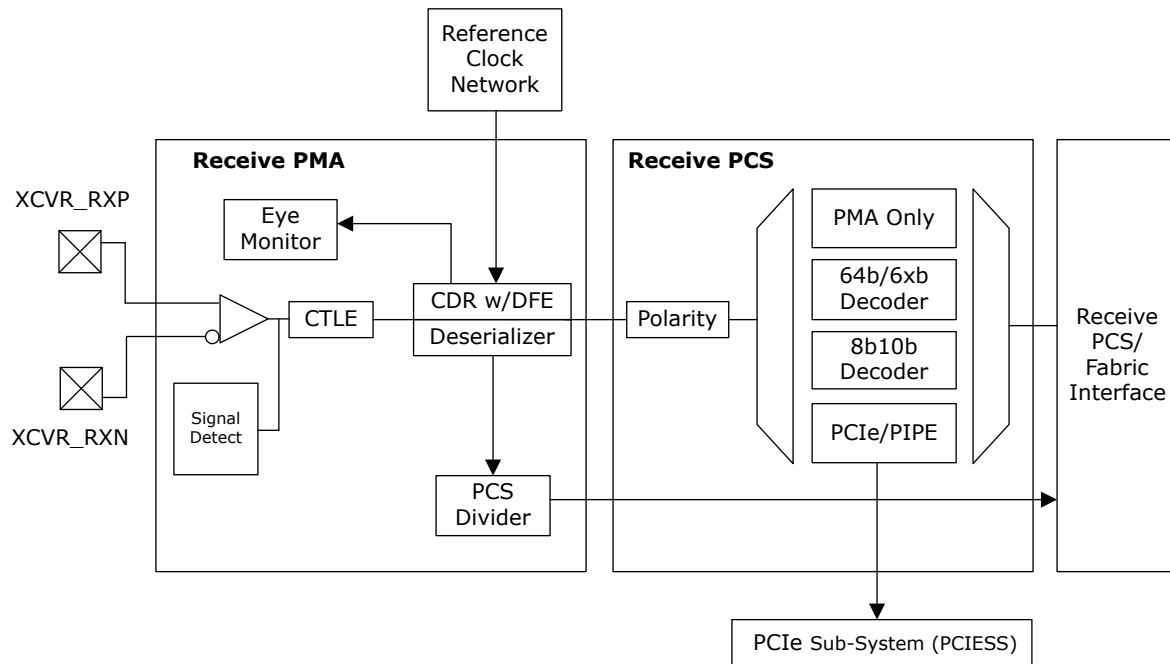 Reference
Clock
Network
Receive PMA
Receive PCS
XCVR_RXP
Eye
Monitor
PMA Only
64b/6xb
Decoder
CDR w/DFE
Deserializer
CTLE
Polarity
8b10b
Decoder
Receive
PCS/
Fabric
Interface
Signal
Detect
XCVR_RXN
PCIe/PIPE
PCS
Divider
PCIe Sub-System (PCIESS)